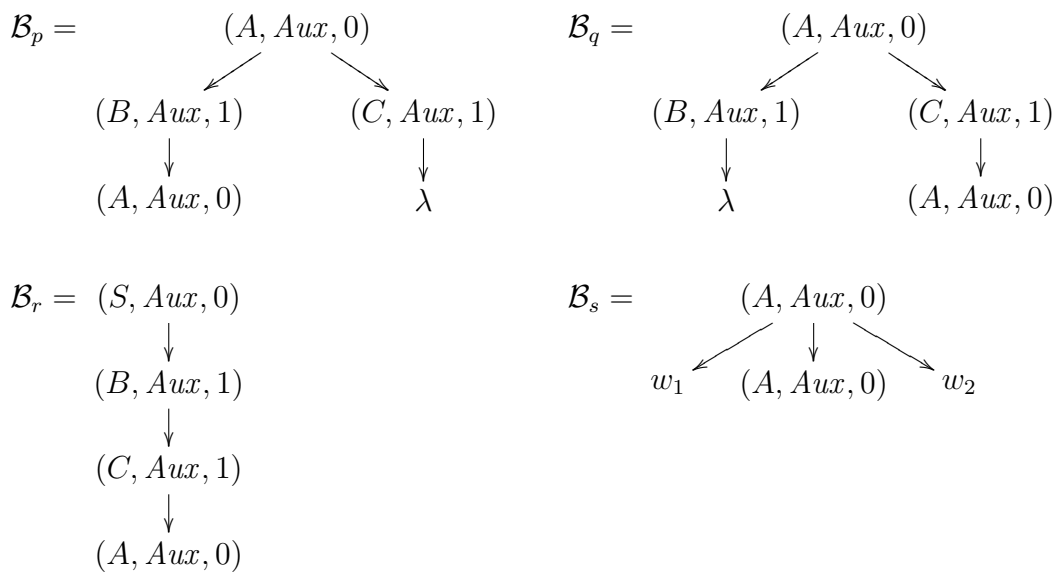 𝓑ₚ = (A, Aux, 0) 𝓑_q = (A, Aux, 0)
(B, Aux, 1) (C, Aux, 1) (B, Aux, 1) (C, Aux, 1)
(A, Aux, 0) λ λ (A, Aux, 0)
𝓑ᵣ = (S, Aux, 0) 𝓑ₛ = (A, Aux, 0)
(B, Aux, 1) w₁ (A, Aux, 0) w₂
(C, Aux, 1)
(A, Aux, 0)